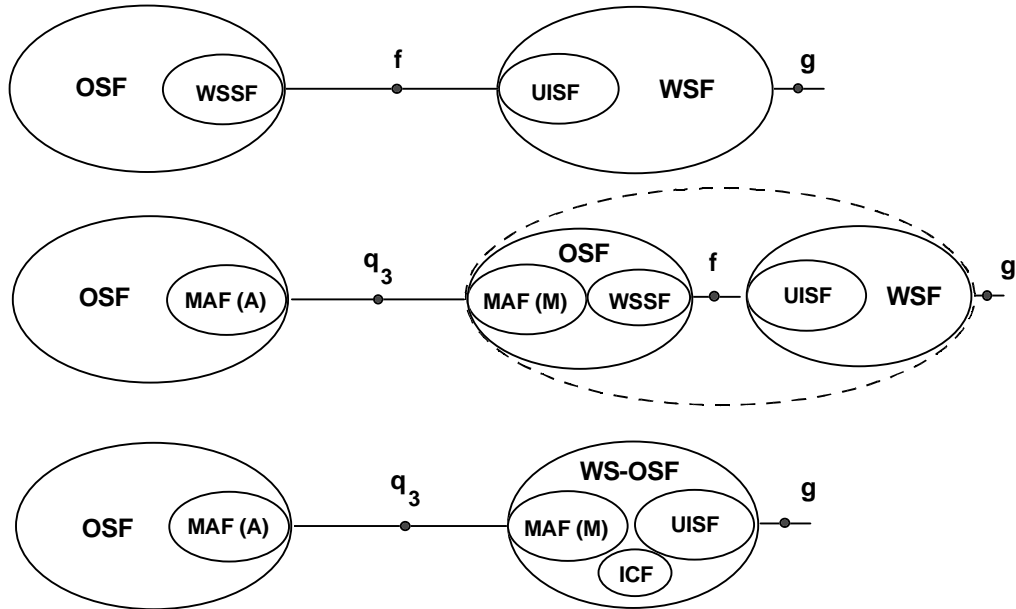 OSF WSSF f UISF WSF g
OSF MAF (A) q3 OSF MAF (M) WSSF f UISF WSF g
OSF MAF (A) q3 WS-OSF MAF (M) UISF ICF g